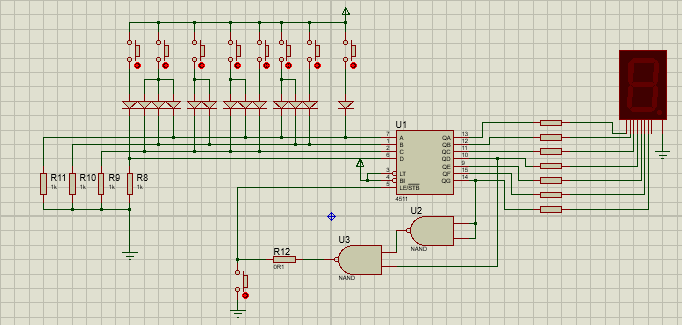 U1
7 A QA 13
1 B QB 12
2 C QC 11
6 D QD 10
QE 9
3 LT QF 15
4 BI QG 14
5 LE/STB
4511
R11
1k
R10
1k
R9
1k
R8
1k
U2
NAND
U3
NAND
R12
0R1